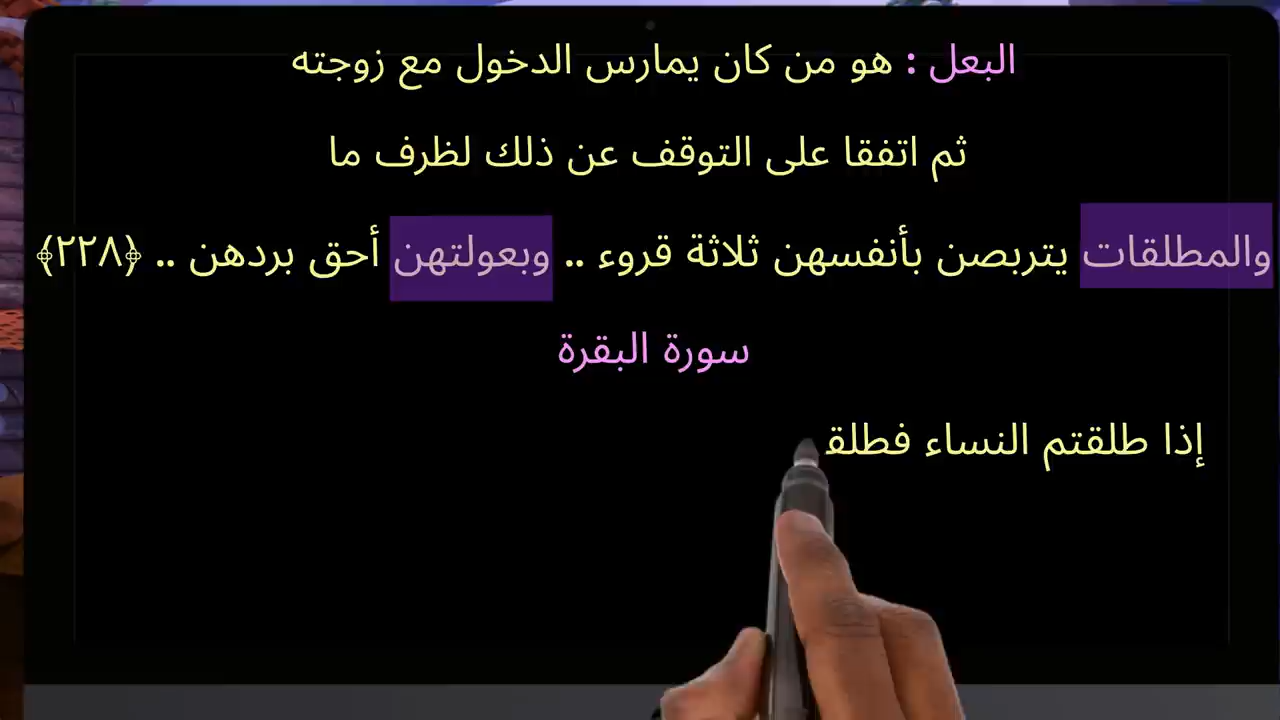 البعل : هو من كان يمارس الدخول مع زوجته
ثم اتفقا على التوقف عن ذلك لظرف ما
والمطلقات يتربصن بأنفسهن ثلاثة قروء .. وبعولتهن أحق بردهن .. ﴿٢٢٨﴾
سورة البقرة
إذا طلقتم النساء فطلق